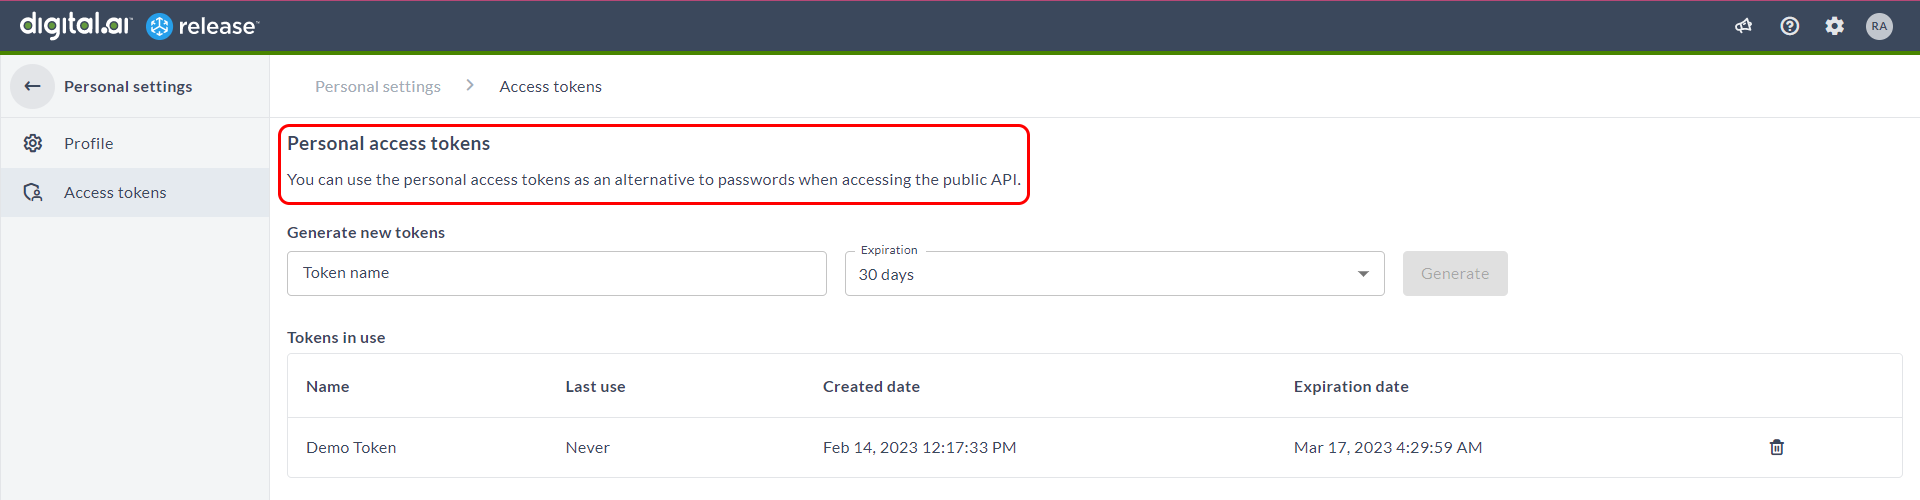 digital.ai release™ RA
Personal settings
Personal settings Access tokens
Profile
Access tokens
Personal access tokens
You can use the personal access tokens as an alternative to passwords when accessing the public API.
Generate new tokens
Token name
Expiration
30 days
Generate
Tokens in use
Name Last use Created date Expiration date
Demo Token Never Feb 14, 2023 12:17:33 PM Mar 17, 2023 4:29:59 AM